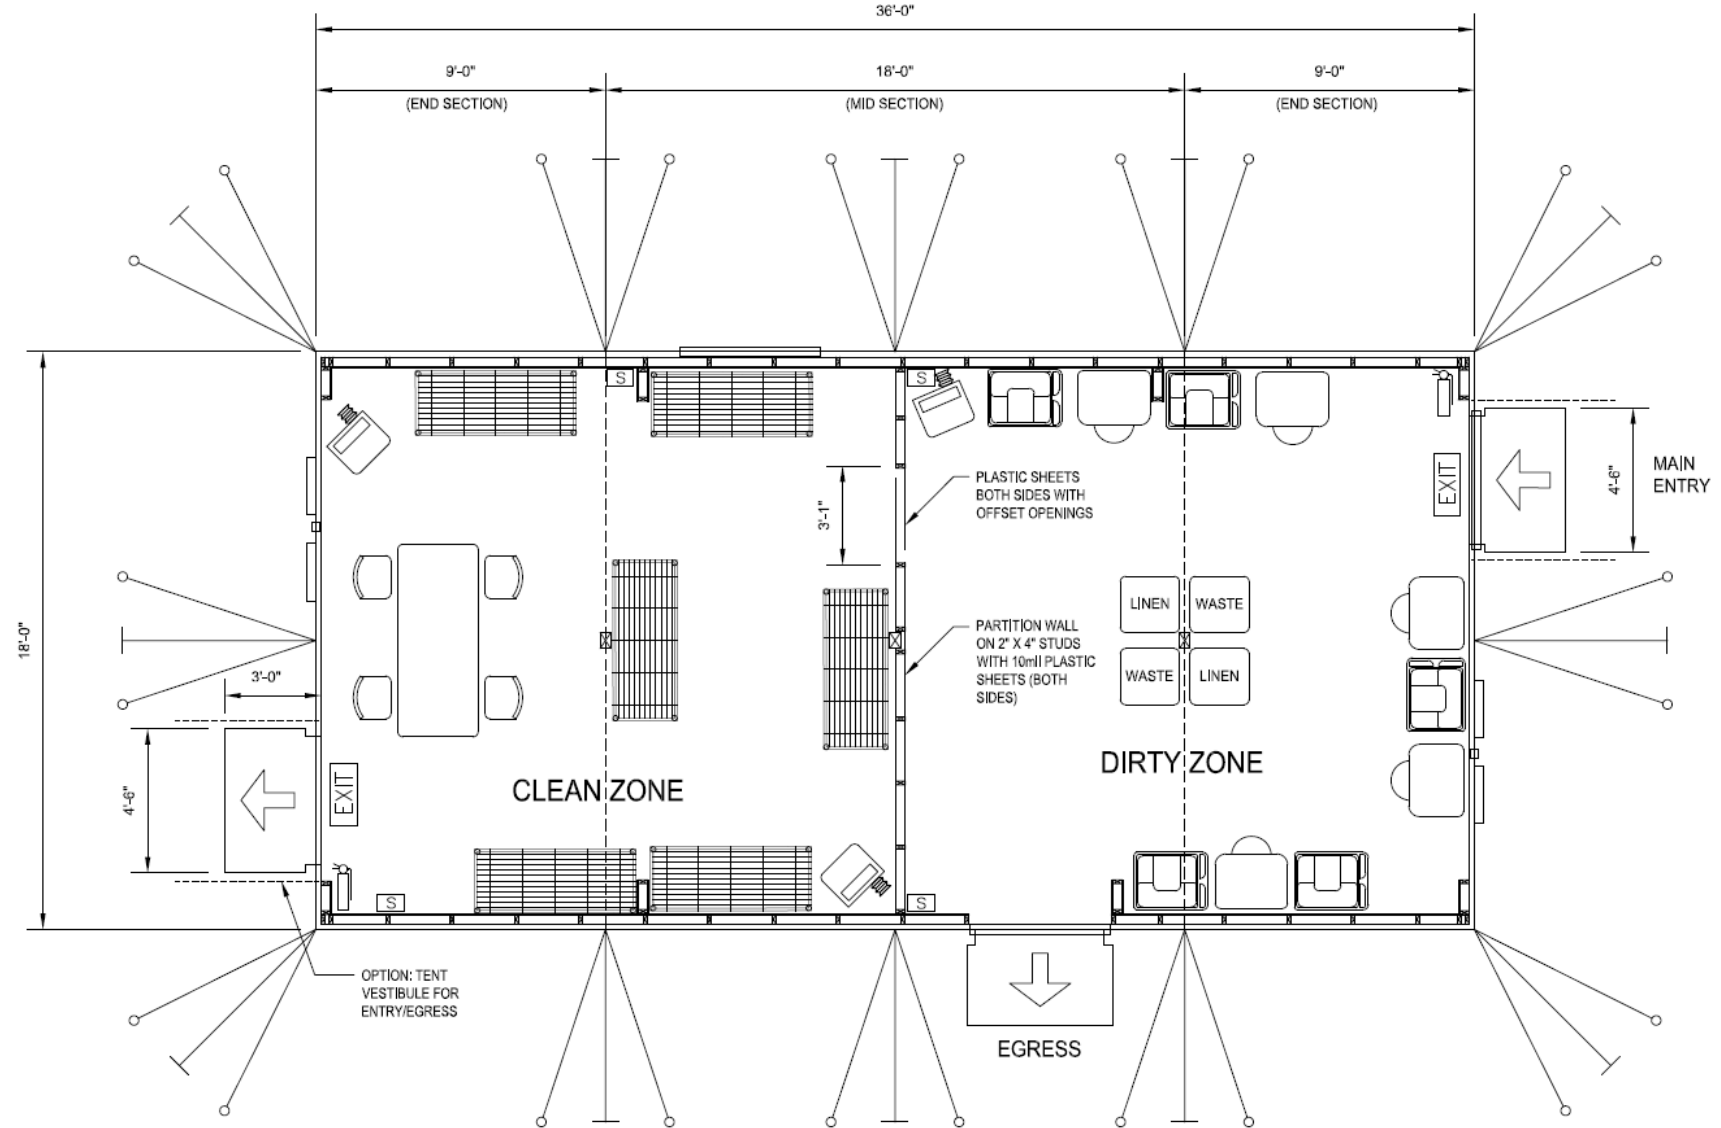 36'-0"
9'-0"
(END SECTION)
18'-0"
(MID SECTION)
9'-0"
(END SECTION)
S
S
PLASTIC SHEETS
BOTH SIDES WITH
OFFSET OPENINGS
3'-1"
EXIT
4'-6"
MAIN
ENTRY
LINEN
WASTE
WASTE
LINEN
PARTITION WALL
ON 2" X 4" STUDS
WITH 10mil PLASTIC
SHEETS (BOTH
SIDES)
18'-0"
3'-0"
4'-6"
EXIT
CLEAN ZONE
DIRTY ZONE
S
S
OPTION: TENT
VESTIBULE FOR
ENTRY/EGRESS
EGRESS